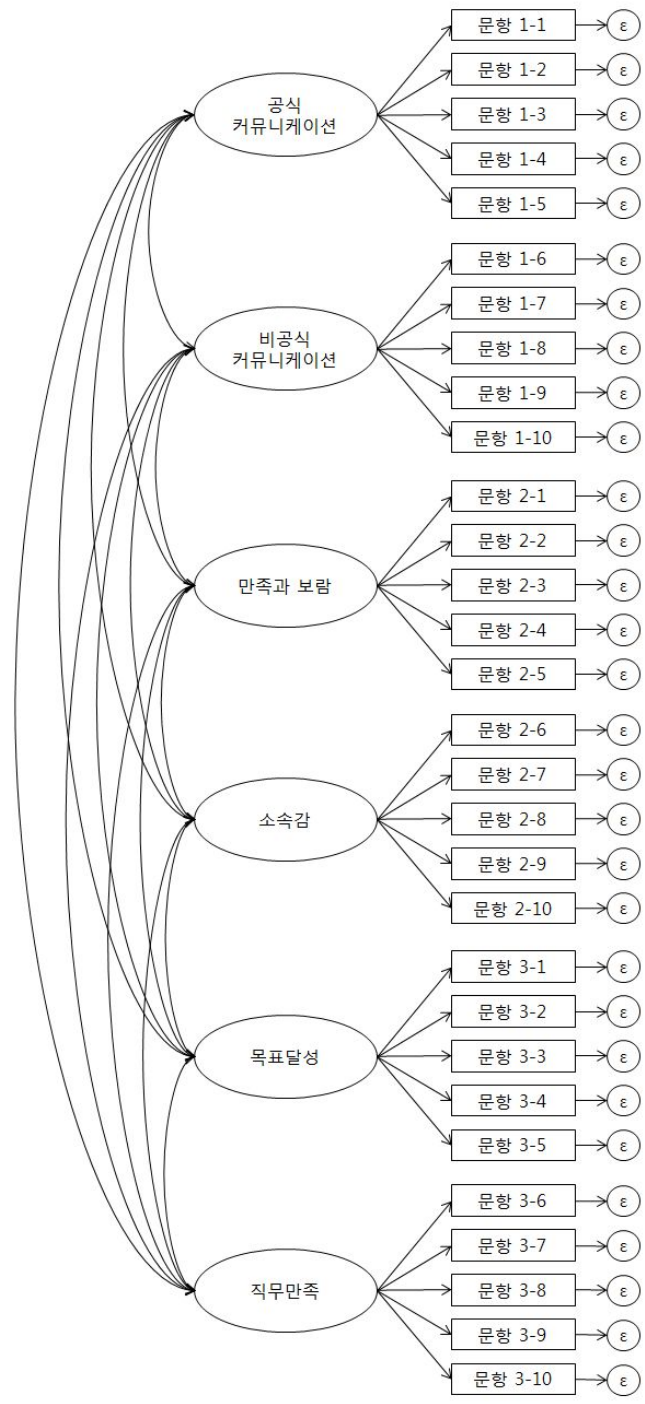 공식
커뮤니케이션
문항 1-1 ε
문항 1-2 ε
문항 1-3 ε
문항 1-4 ε
문항 1-5 ε
비공식
커뮤니케이션
문항 1-6 ε
문항 1-7 ε
문항 1-8 ε
문항 1-9 ε
문항 1-10 ε
만족과 보람
문항 2-1 ε
문항 2-2 ε
문항 2-3 ε
문항 2-4 ε
문항 2-5 ε
소속감
문항 2-6 ε
문항 2-7 ε
문항 2-8 ε
문항 2-9 ε
문항 2-10 ε
목표달성
문항 3-1 ε
문항 3-2 ε
문항 3-3 ε
문항 3-4 ε
문항 3-5 ε
직무만족
문항 3-6 ε
문항 3-7 ε
문항 3-8 ε
문항 3-9 ε
문항 3-10 ε